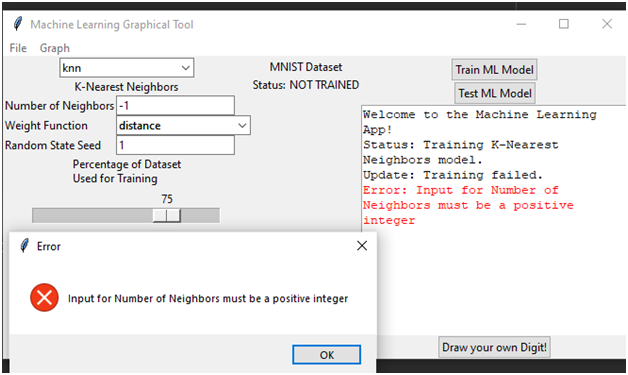 Machine Learning Graphical Tool
File Graph
knn
K-Nearest Neighbors
Number of Neighbors -1
Weight Function distance
Random State Seed 1
Percentage of Dataset
Used for Training
75
MNIST Dataset
Status: NOT TRAINED
Train ML Model
Test ML Model
Welcome to the Machine Learning
App!
Status: Training K-Nearest
Neighbors model.
Update: Training failed.
Error: Input for Number of
Neighbors must be a positive
integer
Error
Input for Number of Neighbors must be a positive integer
OK
Draw your own Digit!